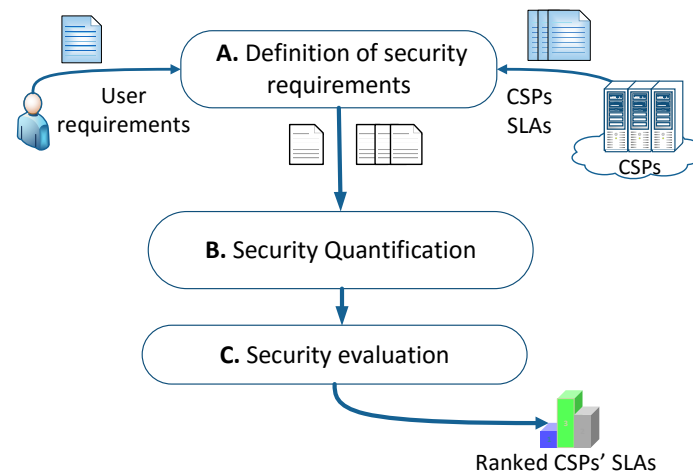 A. Definition of security
requirements
User
requirements
CSPs
SLAs
CSPs
B. Security Quantification
C. Security evaluation
Ranked CSPs' SLAs